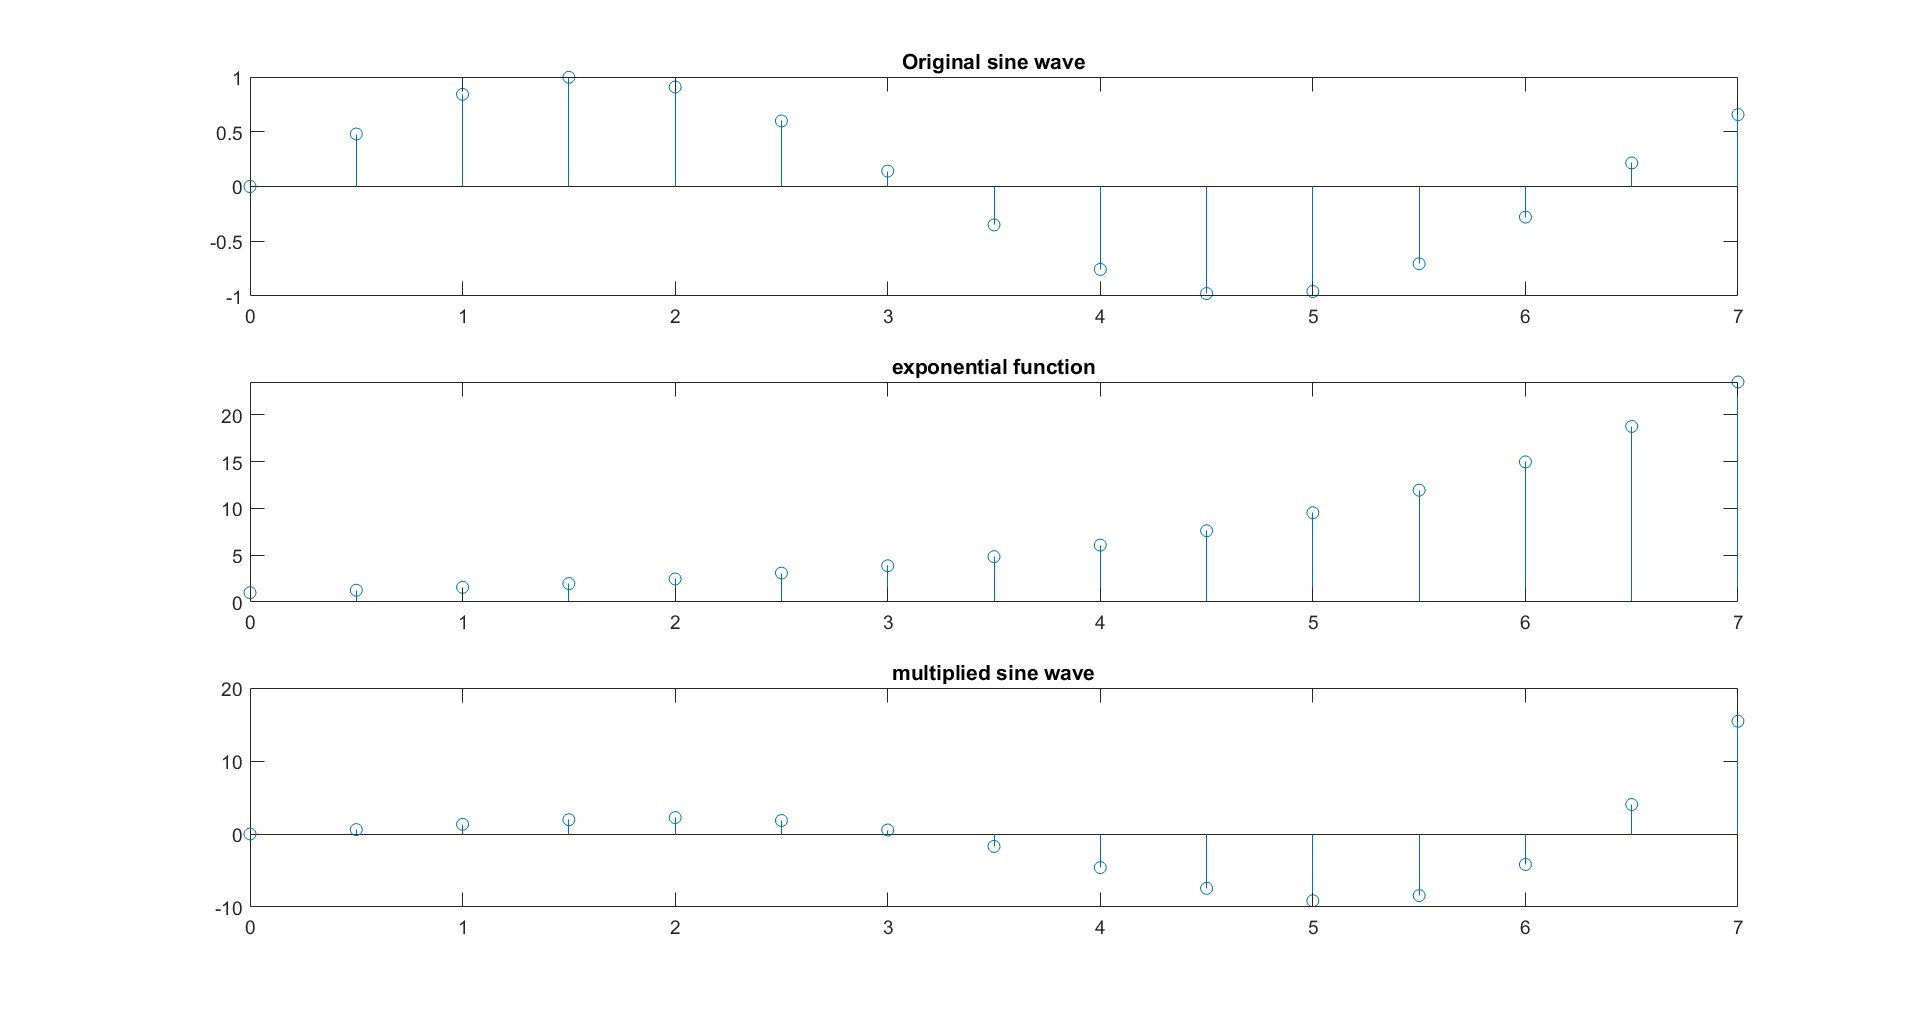 Original sine wave
1
0.5
0
-0.5
-1
0 1 2 3 4 5 6 7
exponential function
20
15
10
5
0
0 1 2 3 4 5 6 7
multiplied sine wave
20
10
0
-10
0 1 2 3 4 5 6 7